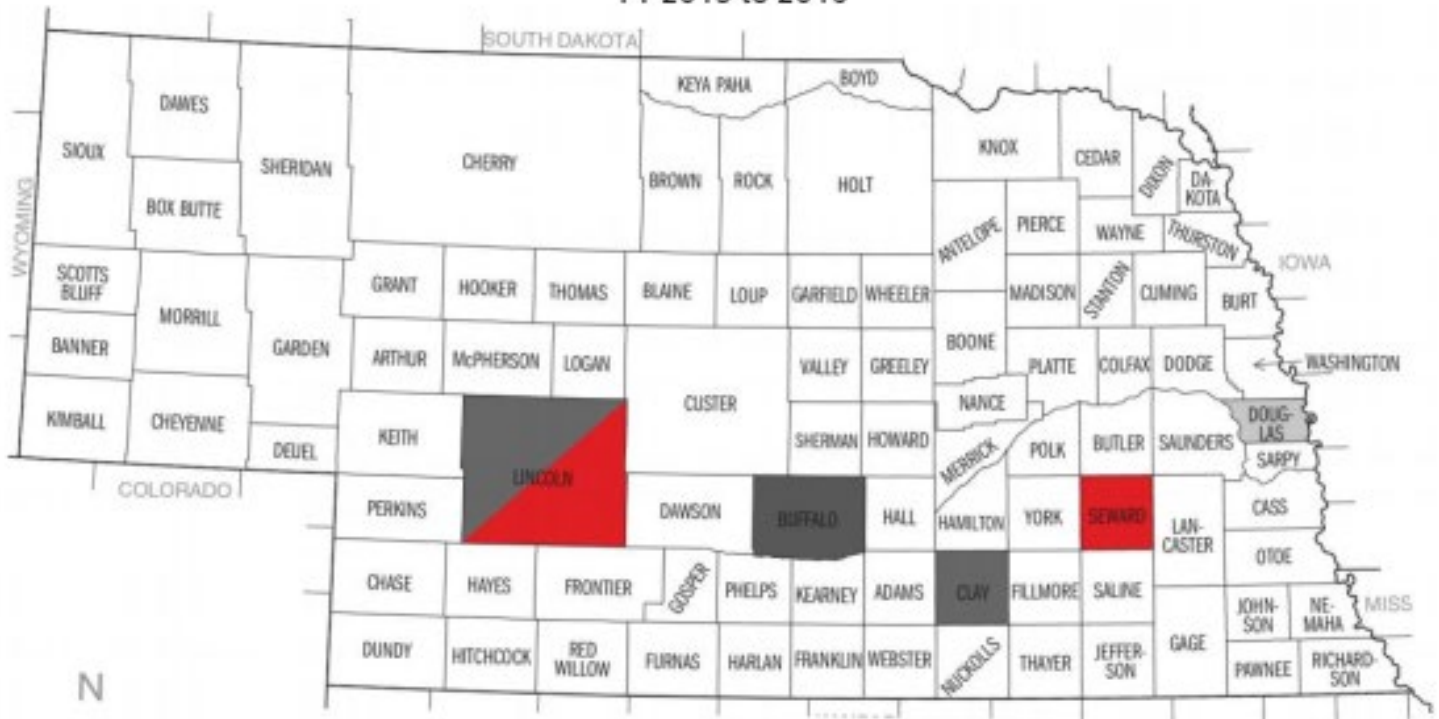 SOUTH DAKOTA
KEYA PAHA
BOYD
DAWES
SIOUX
SHERIDAN
CHERRY
BROWN
ROCK
HOLT
KNOX
CEDAR
DIXON
DA-
KOTA
BOX BUTTE
WYOMING
ANTELOPE
PIERCE
WAYNE
THURSTON
IOWA
SCOTTS
BLUFF
MORRILL
GRANT
HOOKER
THOMAS
BLAINE
LOUP
GARFIELD
WHEELER
MADISON
STANTON
CUMING
BURT
BANNER
GARDEN
ARTHUR
McPHERSON
LOGAN
CUSTER
VALLEY
GREELEY
BOONE
PLATTE
COLFAX
DODGE
WASHINGTON
KIMBALL
CHEYENNE
DEUEL
KEITH
LINCOLN
SHERMAN
HOWARD
NANCE
MERRICK
POLK
BUTLER
SAUNDERS
DOUG-
LAS
SARPY
COLORADO
PERKINS
DAWSON
BUFFALO
HALL
HAMILTON
YORK
SEWARD
LAN-
CASTER
CASS
OTOE
CHASE
HAYES
FRONTIER
GOSPER
PHELPS
KEARNEY
ADAMS
CLAY
FILLMORE
SALINE
GAGE
JOHN-
SON
NE-
MAHA
MISS
DUNDY
HITCHCOCK
RED
WILLOW
FURNAS
HARLAN
FRANKLIN
WEBSTER
NUCKOLLS
THAYER
JEFFER-
SON
PAWNEE
RICHARD-
SON
N